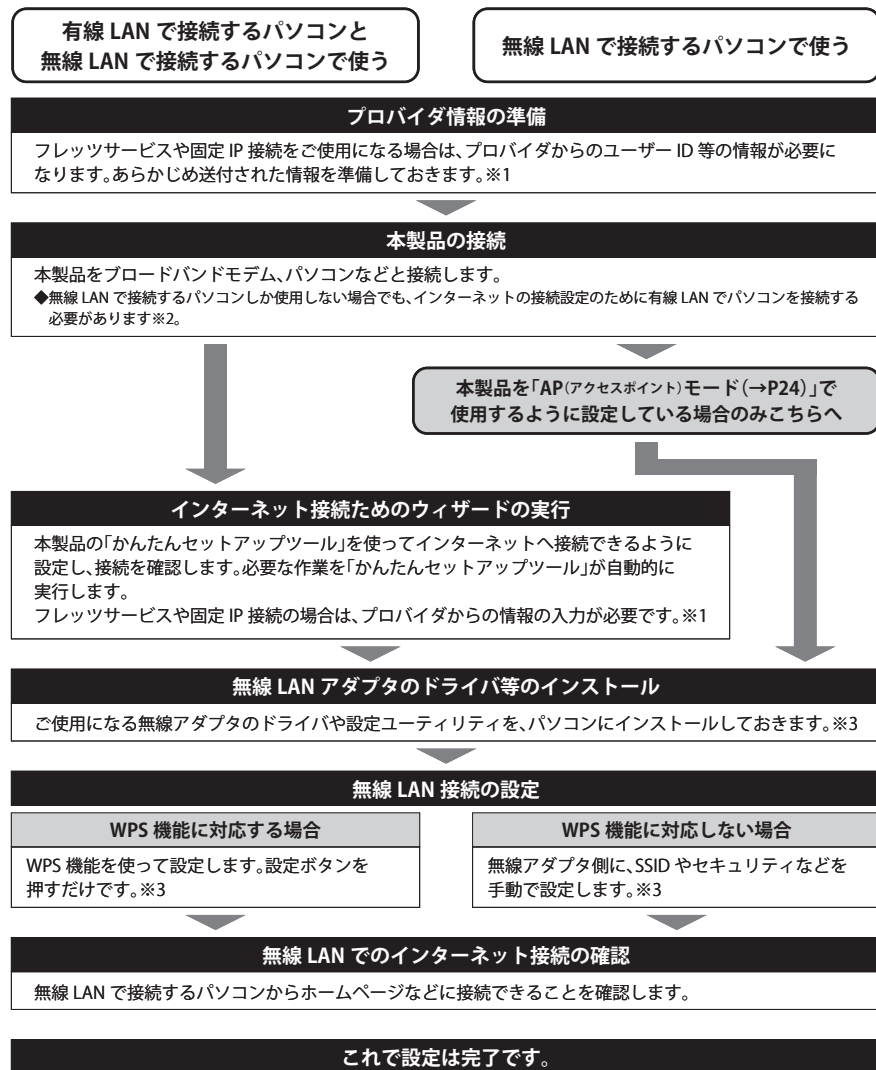 有線 LAN で接続するパソコンと
無線 LAN で接続するパソコンで使う
無線 LAN で接続するパソコンで使う
プロバイダ情報の準備
フレッツサービスや固定 IP 接続をご使用になる場合は、プロバイダからのユーザー ID 等の情報が必要に
なります。あらかじめ送付された情報を準備しておきます。※1
本製品の接続
本製品をブロードバンドモデム、パソコンなどと接続します。
◆無線 LAN で接続するパソコンしか使用しない場合でも、インターネットの接続設定のために有線 LAN でパソコンを接続する
必要があります※2。
本製品を「AP(アクセスポイント)モード(→P24)」で
使用するように設定している場合のみこちらへ
インターネット接続ためのウィザードの実行
本製品の「かんたんセットアップツール」を使ってインターネットへ接続できるように
設定し、接続を確認します。必要な作業を「かんたんセットアップツール」が自動的に
実行します。
フレッツサービスや固定 IP 接続の場合は、プロバイダからの情報の入力が必要です。※1
無線 LAN アダプタのドライバ等のインストール
ご使用になる無線アダプタのドライバや設定ユーティリティを、パソコンにインストールしておきます。※3
無線 LAN 接続の設定
WPS 機能に対応する場合
WPS 機能を使って設定します。設定ボタンを
押すだけです。※3
WPS 機能に対応しない場合
無線アダプタ側に、SSID やセキュリティなどを
手動で設定します。※3
無線 LAN でのインターネット接続の確認
無線 LAN で接続するパソコンからホームページなどに接続できることを確認します。
これで設定は完了です。